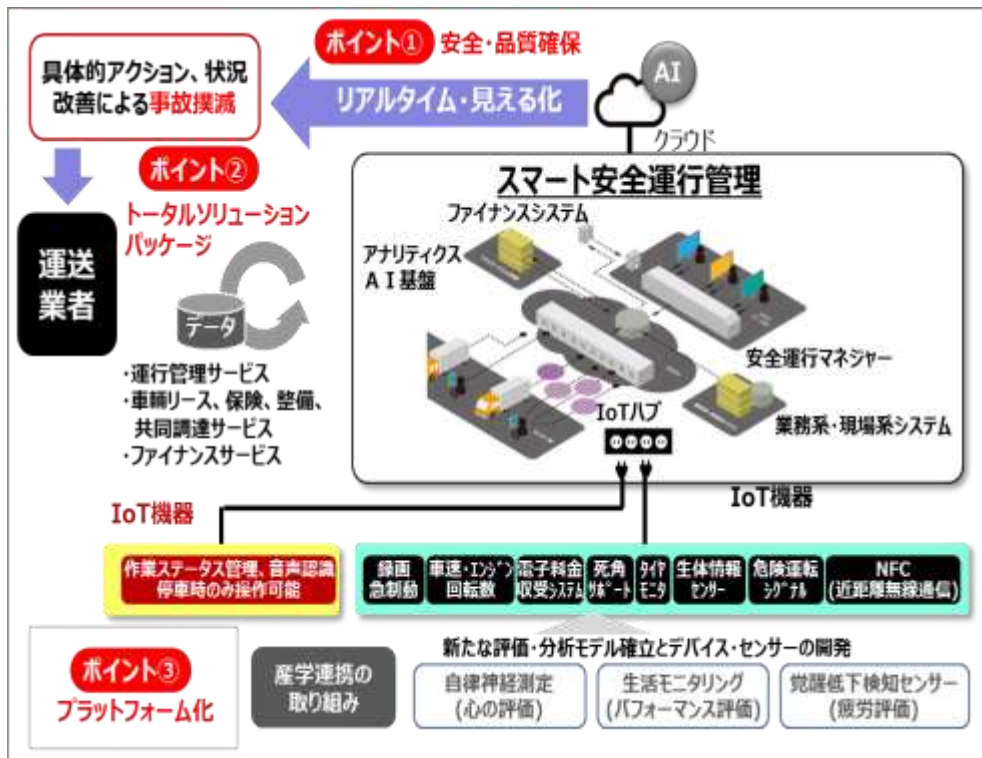 ポイント① 安全・品質確保
具体的アクション、状況
改善による事故撲滅
リアルタイム・見える化
AI
クラウド
ポイント②
トータルソリューション
パッケージ
運送
業者
データ
・運行管理サービス
・車輌リース、保険、整備、
共同調達サービス
・ファイナンスサービス
スマート安全運行管理
ファイナンスシステム
アナリティクス
AI基盤
安全運行マネジャー
IoTハブ
業務系・現場系システム
IoT機器
IoT機器
作業ステータス管理、音声認識
停車時のみ操作可能
録画
急制動
車速・エンジン
回転数
電子料金
収受システム
死角
サポート
タイヤ
モニタ
生体情報
センサー
危険運転
シグナル
NFC
(近距離無線通信)
新たな評価・分析モデル確立とデバイス・センサーの開発
ポイント③
プラットフォーム化
産学連携の
取り組み
自律神経測定
(心の評価)
生活モニタリング
(パフォーマンス評価)
覚醒低下検知センサー
(疲労評価)